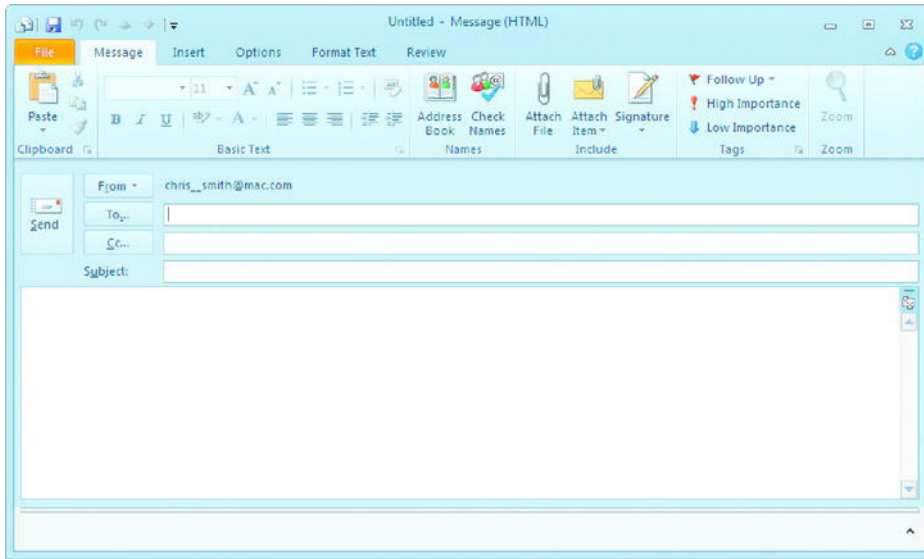 Untitled - Message (HTML)
File Message Insert Options Format Text Review
Paste
Clipboard
11
B I U
A
Basic Text
Address Book
Check Names
Names
Attach File
Attach Item
Signature
Include
Follow Up
High Importance
Low Importance
Tags
Zoom
Zoom
Send
From chris__smith@mac.com
To...
Cc...
Subject: